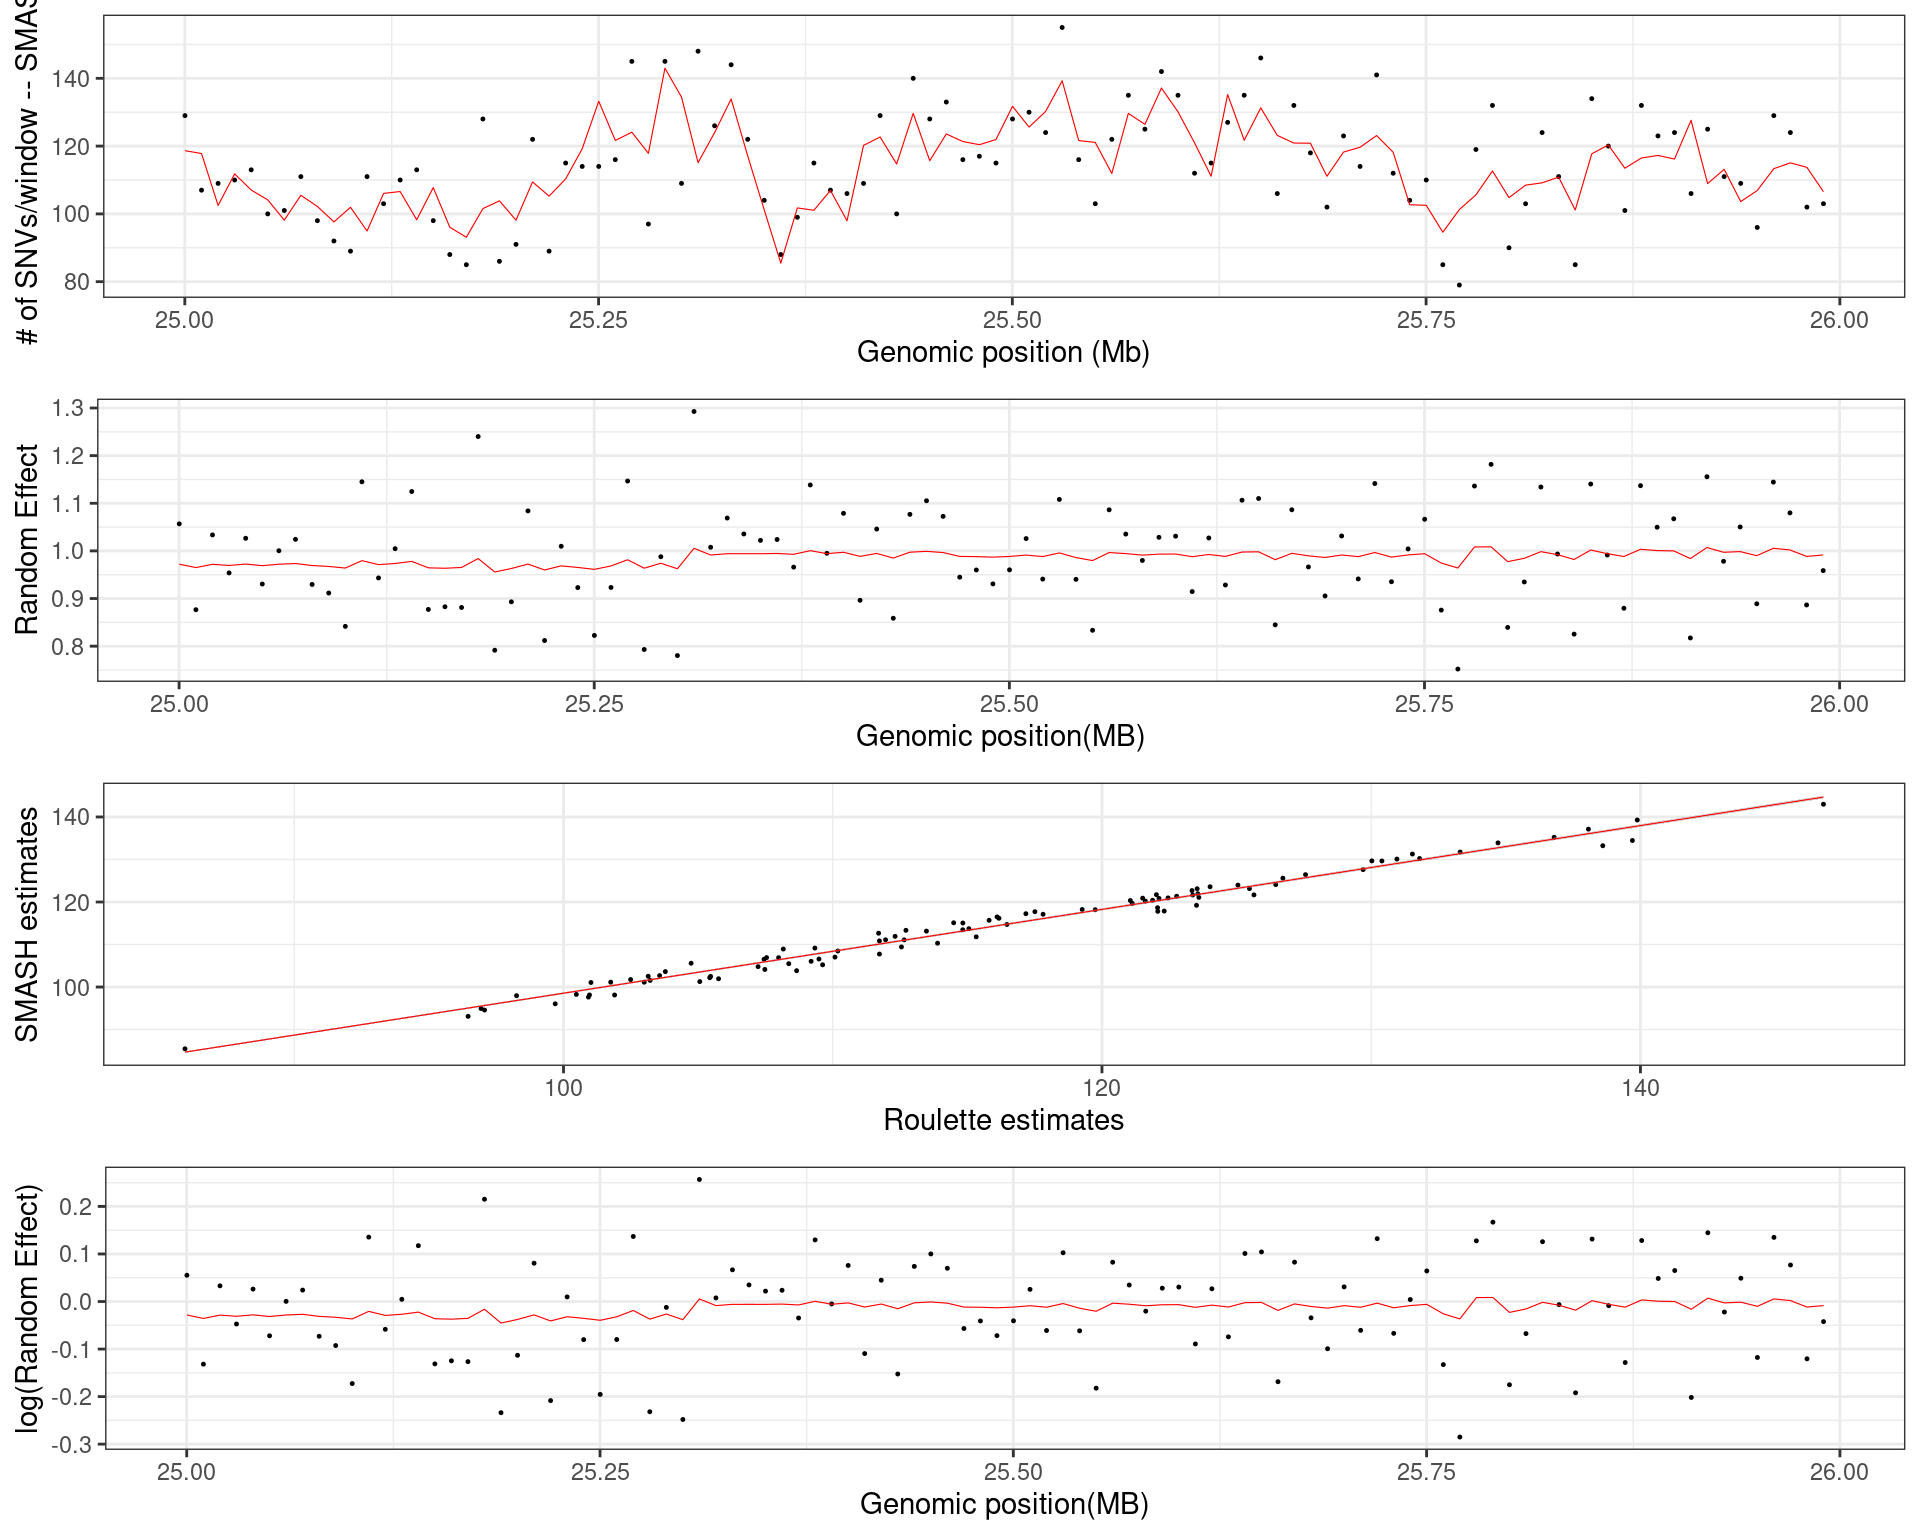 # of SNVs/window -- SMAS
140
120
100
80
25.00 25.25 25.50 25.75 26.00
Genomic position (Mb)
Random Effect
1.3
1.2
1.1
1.0
0.9
0.8
25.00 25.25 25.50 25.75 26.00
Genomic position(MB)
SMASH estimates
140
120
100
100 120 140
Roulette estimates
log(Random Effect)
0.2
0.1
0.0
-0.1
-0.2
-0.3
25.00 25.25 25.50 25.75 26.00
Genomic position(MB)